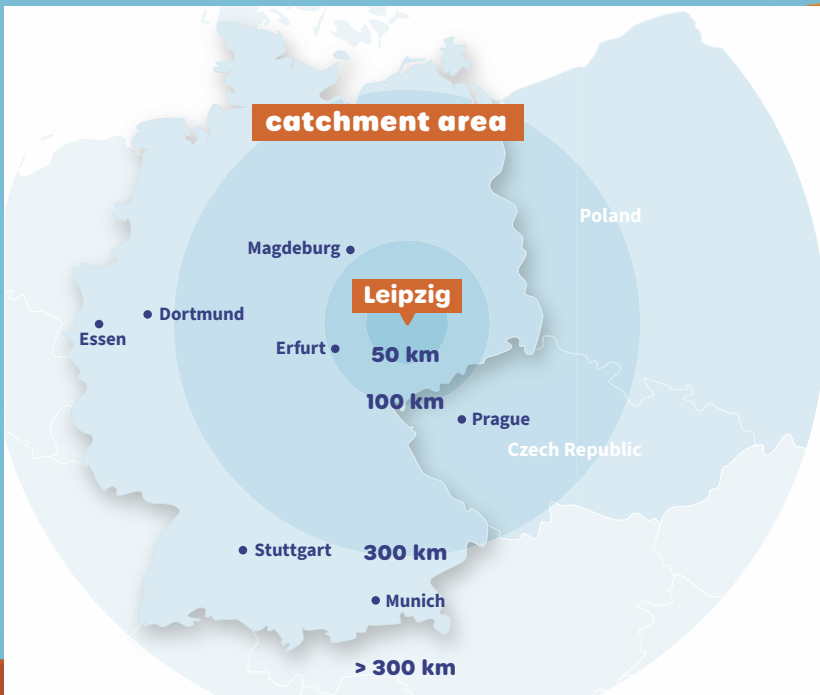 catchment area
Poland
Magdeburg
Leipzig
Dortmund
Essen
Erfurt
50 km
100 km
Prague
Czech Republic
Stuttgart
300 km
Munich
> 300 km